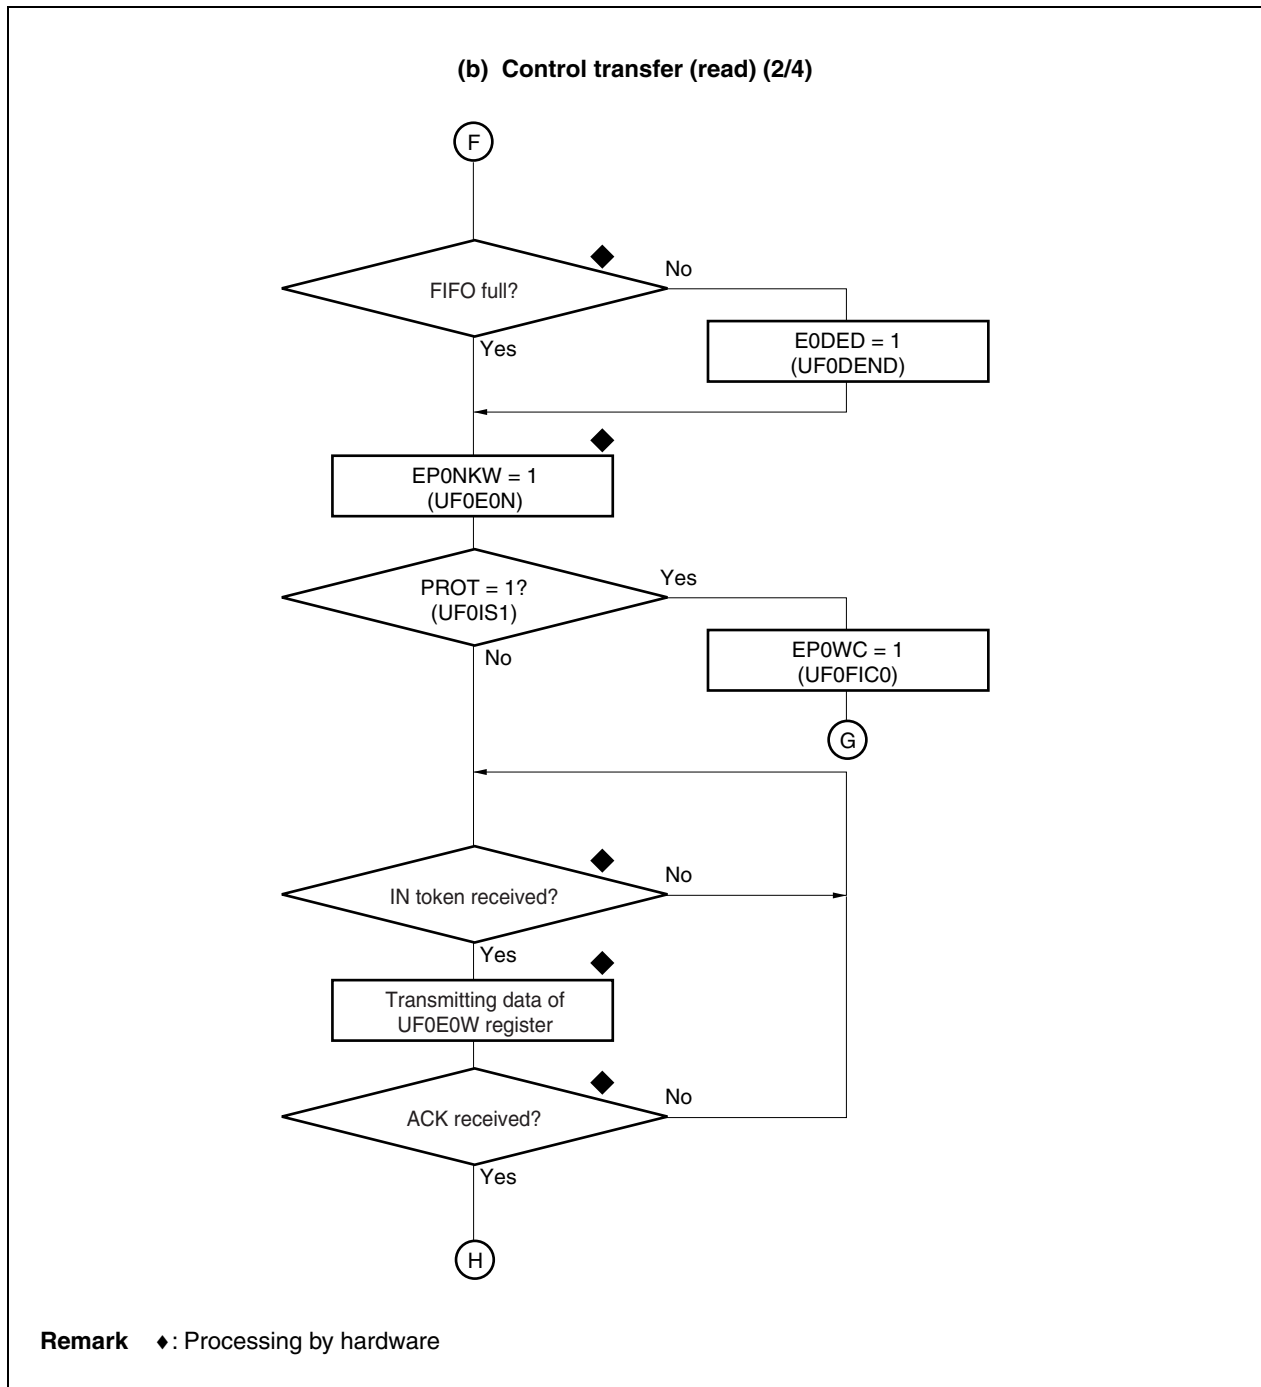 (b) Control transfer (read) (2/4)
F
FIFO full?
No
Yes
E0DED = 1
(UF0DEND)
EP0NKW = 1
(UF0E0N)
PROT = 1?
(UF0IS1)
Yes
No
EP0WC = 1
(UF0FIC0)
G
IN token received?
No
Yes
Transmitting data of
UF0E0W register
ACK received?
No
Yes
H
Remark ♦: Processing by hardware